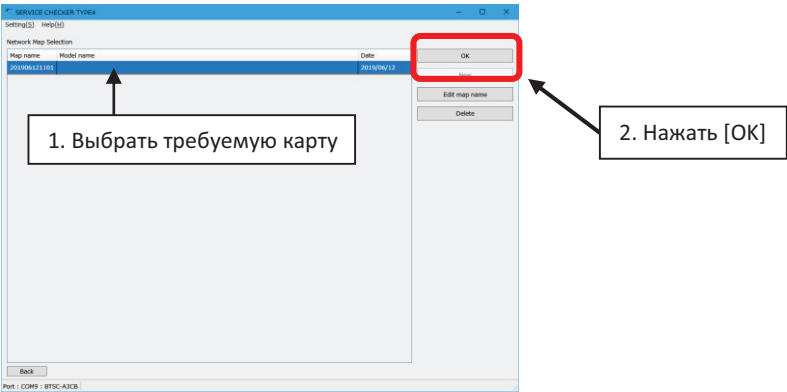 SERVICE CHECKER TYPE4
Setting(S) Help(H)
Network Map Selection
Map name Model name Date
201906121101 2019/06/12
OK
New
Edit map name
Delete
1. Выбрать требуемую карту
2. Нажать [OK]
Back
Port : COM9 : BTSC-A3CB